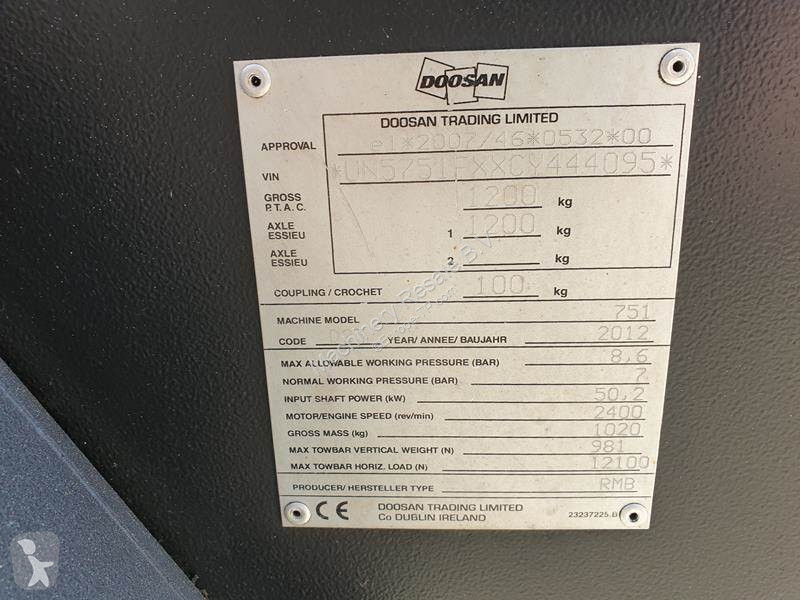 DOOSAN
DOOSAN TRADING LIMITED
APPROVAL e1*2007/46*0532*00
VIN *UN5751FXXCY444095*
GROSS P.T.A.C. 1200 kg
AXLE ESSIEU 1 1200 kg
AXLE ESSIEU 2 kg
COUPLING / CROCHET 100 kg
MACHINE MODEL 751
CODE YEAR/ ANNEE/ BAUJAHR 2012
MAX ALLOWABLE WORKING PRESSURE (BAR) 8,6
NORMAL WORKING PRESSURE (BAR) 7
INPUT SHAFT POWER (kW) 50,2
MOTOR/ENGINE SPEED (rev/min) 2400
GROSS MASS (kg) 1020
MAX TOWBAR VERTICAL WEIGHT (N) 981
MAX TOWBAR HORIZ. LOAD (N) 12100
PRODUCER/ HERSTELLER TYPE RMB
CE DOOSAN TRADING LIMITED
Co DUBLIN IRELAND 23237225.B
Machinery Resale B.V.